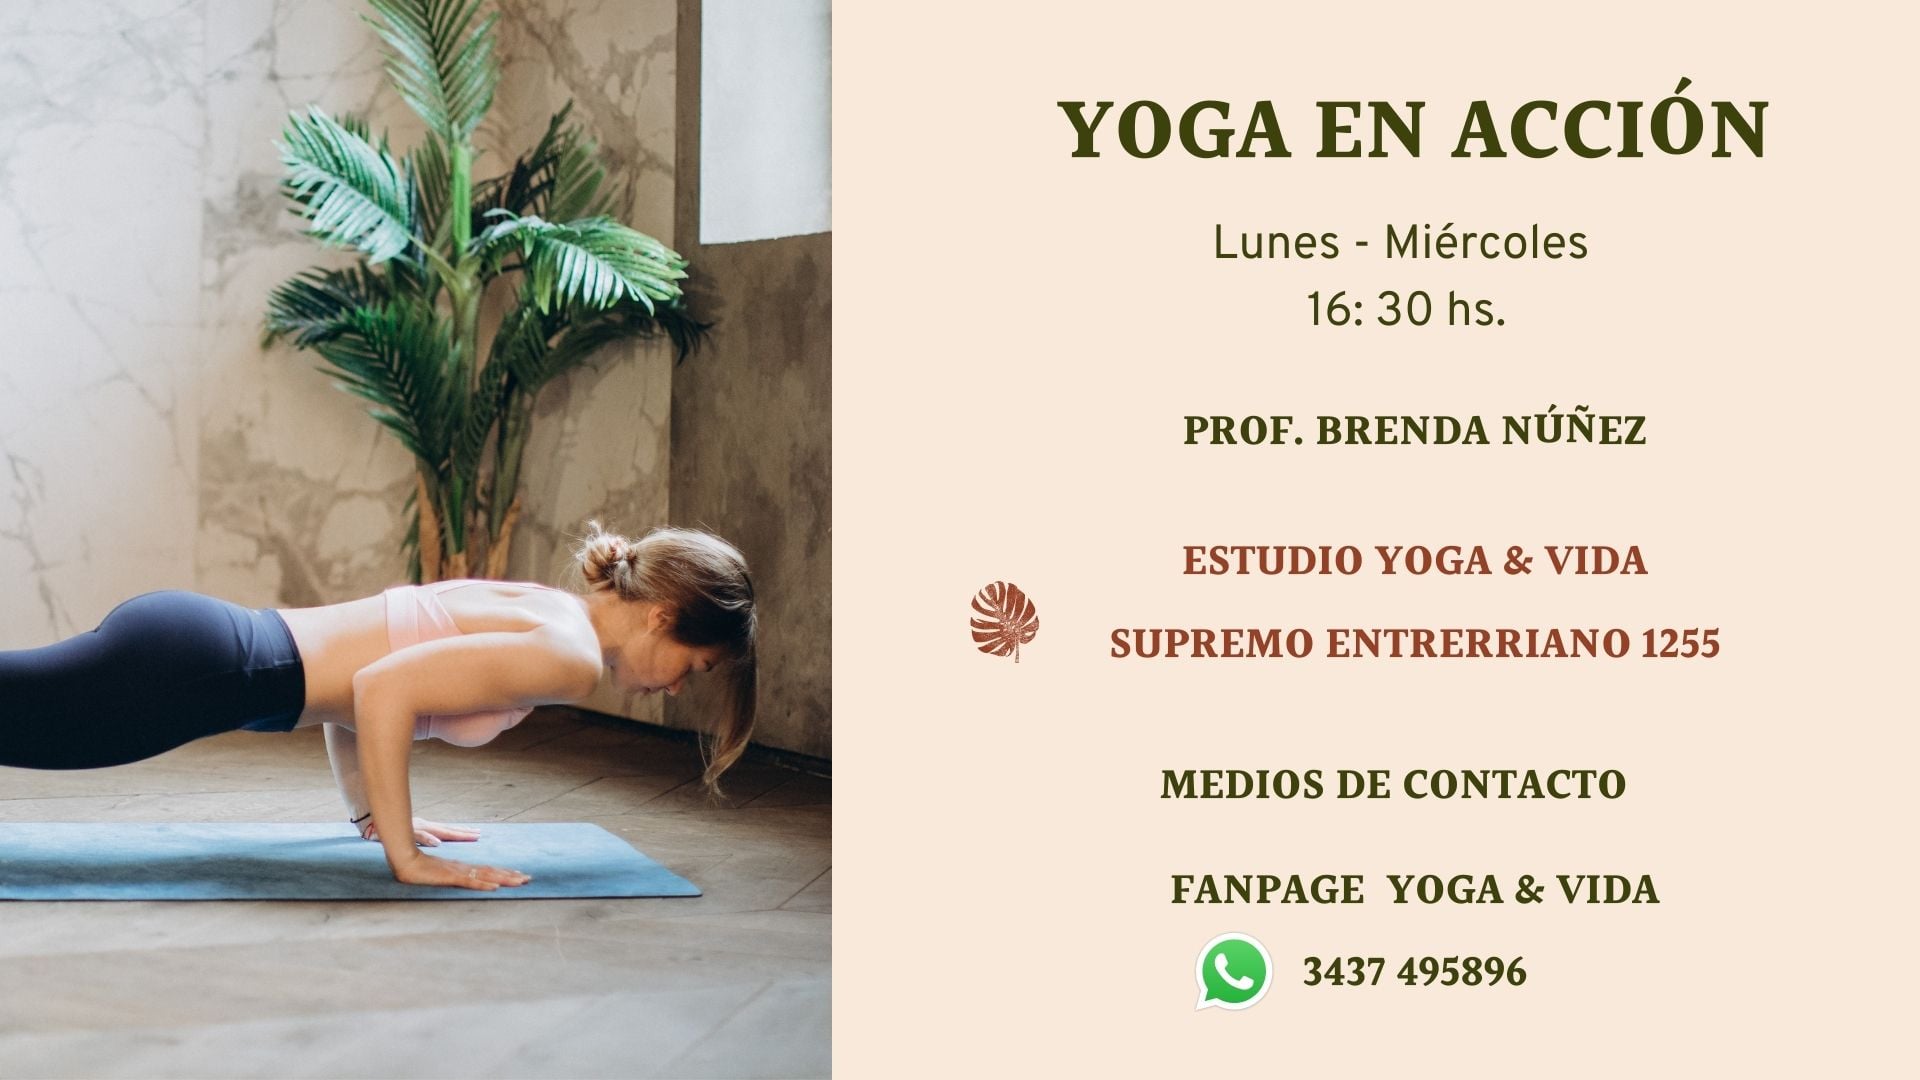 YOGA EN ACCIÓN
Lunes - Miércoles
16: 30 hs.
PROF. BRENDA NÚÑEZ
ESTUDIO YOGA & VIDA
SUPREMO ENTRERRIANO 1255
MEDIOS DE CONTACTO
FANPAGE  YOGA & VIDA
3437 495896